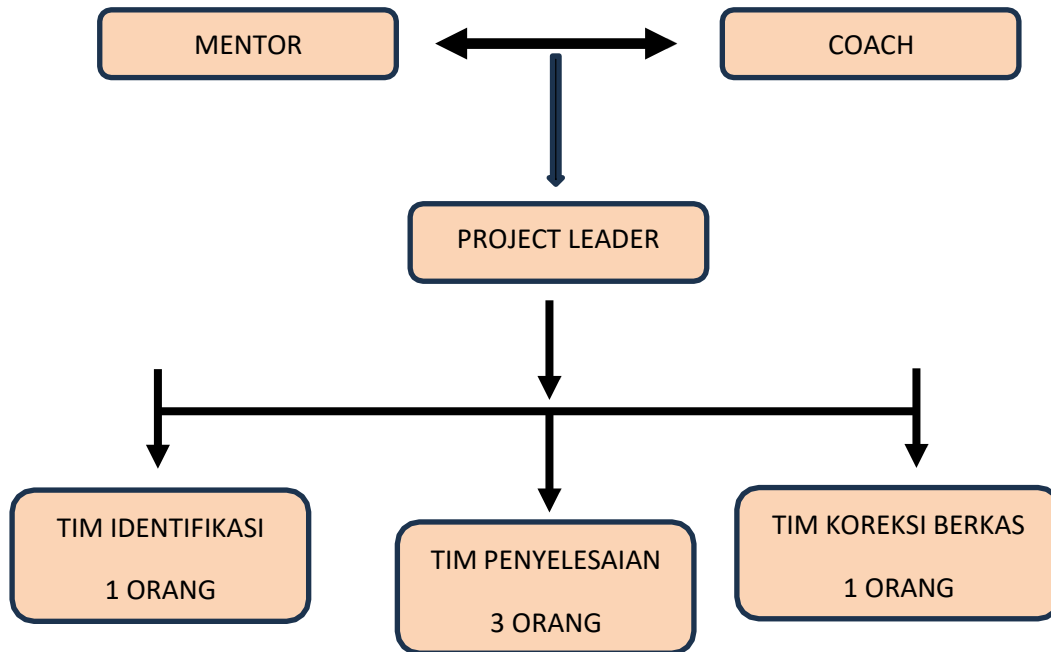 MENTOR
COACH
PROJECT LEADER
TIM IDENTIFIKASI
1 ORANG
TIM PENYELESAIAN
3 ORANG
TIM KOREKSI BERKAS
1 ORANG